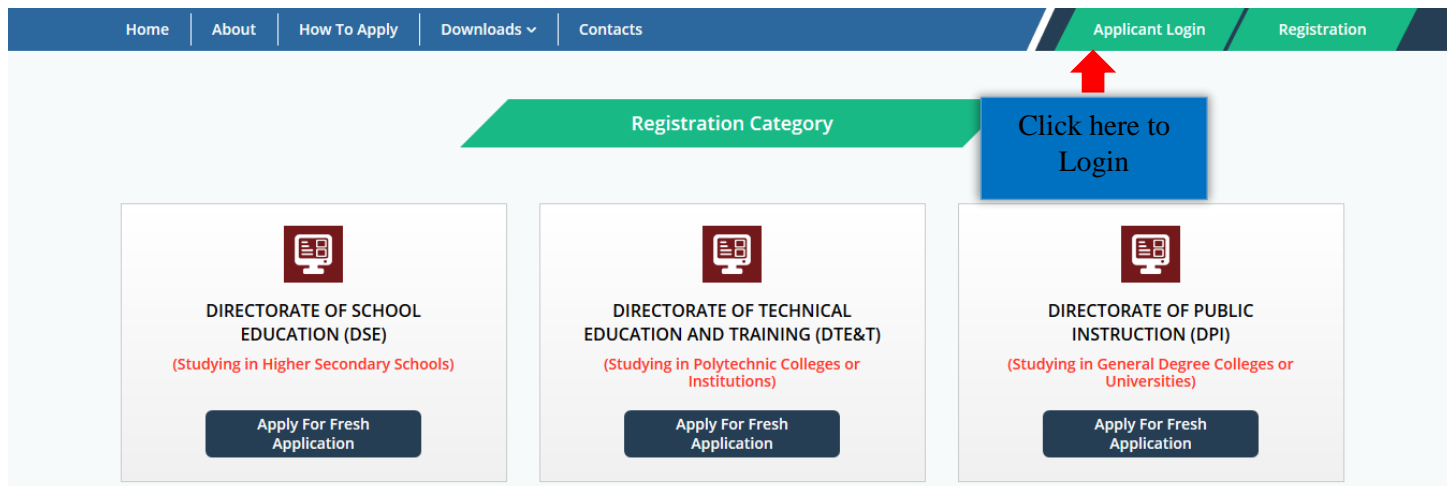 Home About How To Apply Downloads Contacts Applicant Login Registration
Registration Category
Click here to
Login
DIRECTORATE OF SCHOOL
EDUCATION (DSE)
(Studying in Higher Secondary Schools)
Apply For Fresh
Application
DIRECTORATE OF TECHNICAL
EDUCATION AND TRAINING (DTE&T)
(Studying in Polytechnic Colleges or
Institutions)
Apply For Fresh
Application
DIRECTORATE OF PUBLIC
INSTRUCTION (DPI)
(Studying in General Degree Colleges or
Universities)
Apply For Fresh
Application